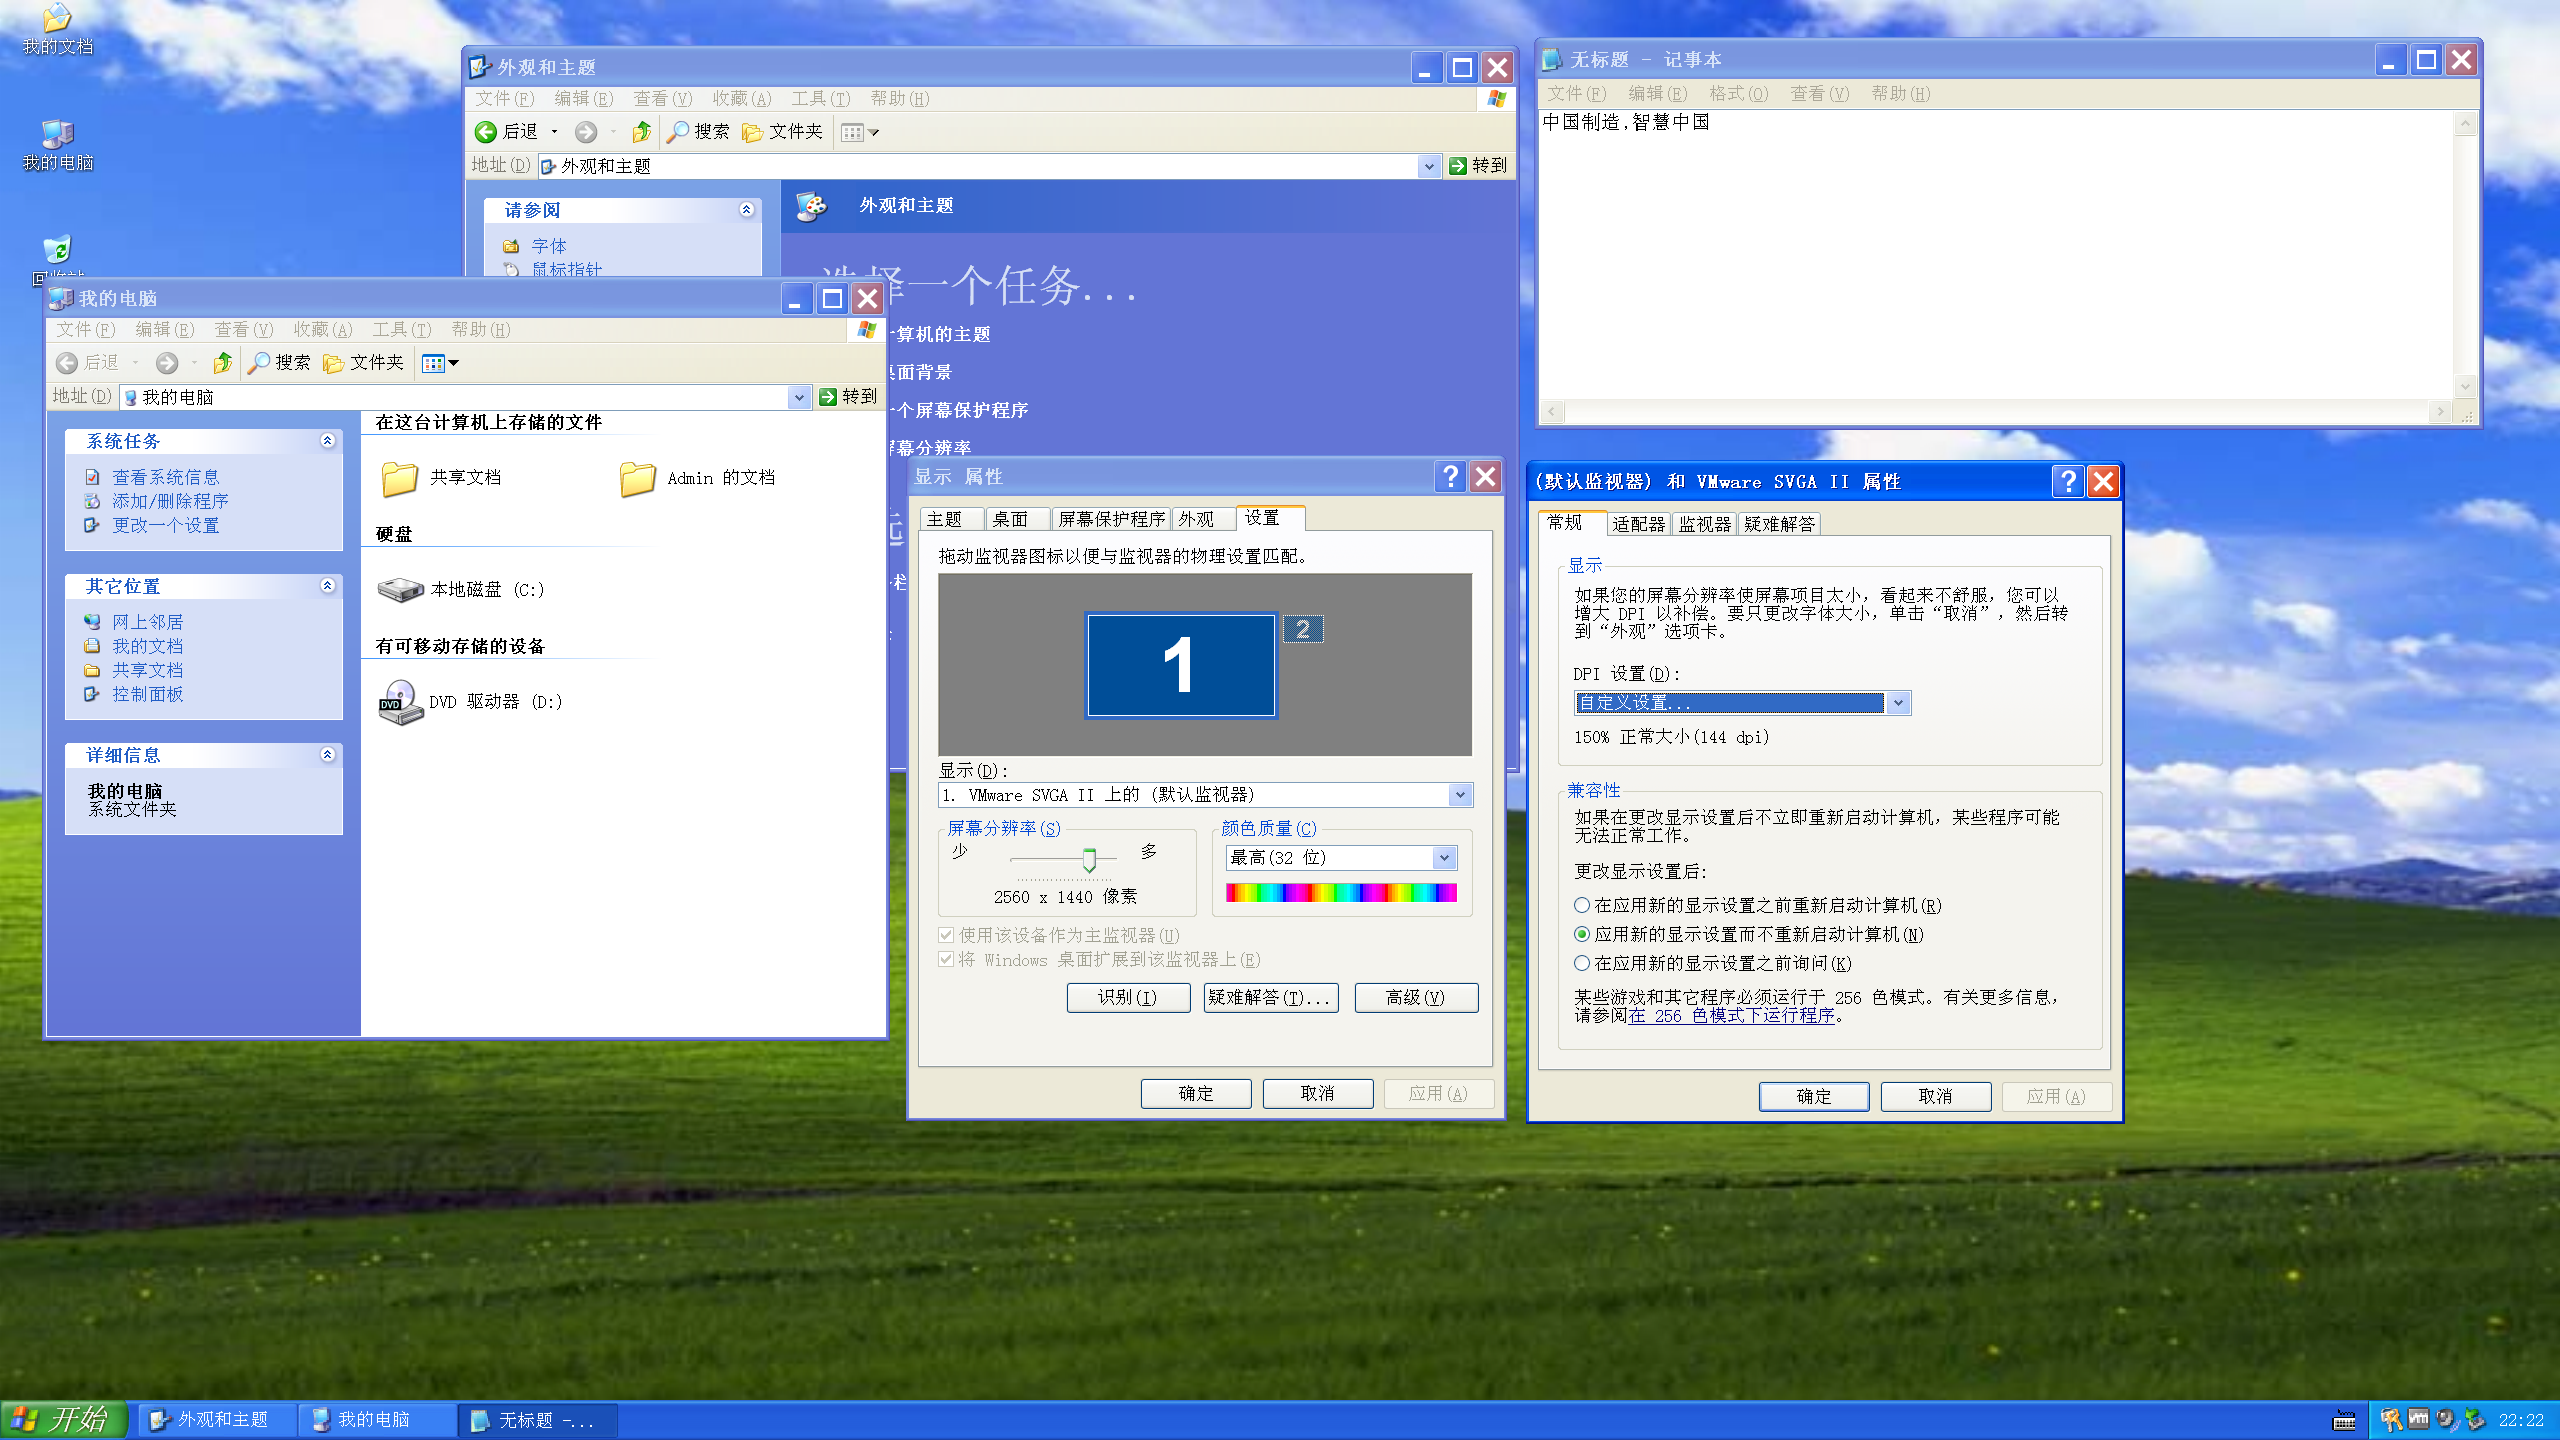 我的文档
我的电脑
外观和主题
文件(F) 编辑(E) 查看(V) 收藏(A) 工具(T) 帮助(H)
后退 搜索 文件夹
地址(D) 外观和主题 转到
请参阅
字体
鼠标指针
外观和主题
选择一个任务...
算机的主题
桌面背景
一个屏幕保护程序
屏幕分辨率
无标题 - 记事本
文件(F) 编辑(E) 格式(O) 查看(V) 帮助(H)
中国制造,智慧中国
我的电脑
文件(F) 编辑(E) 查看(V) 收藏(A) 工具(T) 帮助(H)
后退 搜索 文件夹
地址(D) 我的电脑 转到
系统任务
查看系统信息
添加/删除程序
更改一个设置
其它位置
网上邻居
我的文档
共享文档
控制面板
详细信息
我的电脑
系统文件夹
在这台计算机上存储的文件
共享文档 Admin 的文档
硬盘
本地磁盘 (C:)
有可移动存储的设备
DVD
DVD 驱动器 (D:)
显示 属性
主题 桌面 屏幕保护程序 外观 设置
拖动监视器图标以便与监视器的物理设置匹配。
1 2
显示(D):
1. VMware SVGA II 上的 (默认监视器)
屏幕分辨率(S)
少 多
2560 x 1440 像素
颜色质量(C)
最高(32 位)
使用该设备作为主监视器(U)
将 Windows 桌面扩展到该监视器上(E)
识别(I) 疑难解答(T)... 高级(V)
确定 取消 应用(A)
(默认监视器) 和 VMware SVGA II 属性
常规 适配器 监视器 疑难解答
显示
如果您的屏幕分辨率使屏幕项目太小，看起来不舒服，您可以
增大 DPI 以补偿。要只更改字体大小，单击“取消”，然后转
到“外观”选项卡。
DPI 设置(D):
自定义设置...
150% 正常大小(144 dpi)
兼容性
如果在更改显示设置后不立即重新启动计算机，某些程序可能
无法正常工作。
更改显示设置后:
在应用新的显示设置之前重新启动计算机(R)
应用新的显示设置而不重新启动计算机(N)
在应用新的显示设置之前询问(K)
某些游戏和其它程序必须运行于 256 色模式。有关更多信息，
请参阅在 256 色模式下运行程序。
确定 取消 应用(A)
开始 外观和主题 我的电脑 无标题 -... 22:22